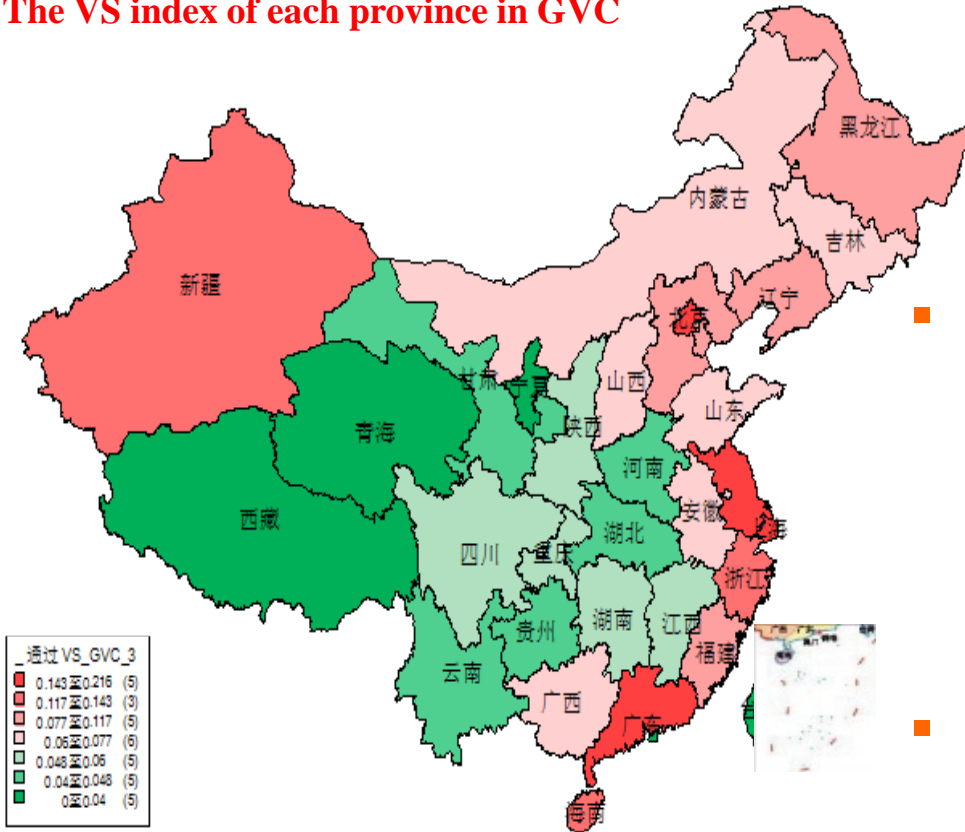 The VS index of each province in GVC
黑龙江
内蒙古
吉林
新疆
辽宁
北京
甘肃
宁夏
山西
山东
青海
陕西
河南
西藏
安徽
湖北
上海
四川
重庆
浙江
贵州
湖南
江西
福建
云南
广西
广东
海南
_通过 VS_GVC_3
0.143至0.216 (5)
0.117至0.143 (3)
0.077至0.117 (5)
0.06至0.077 (6)
0.048至0.06 (5)
0.04至0.048 (5)
0至0.04 (5)